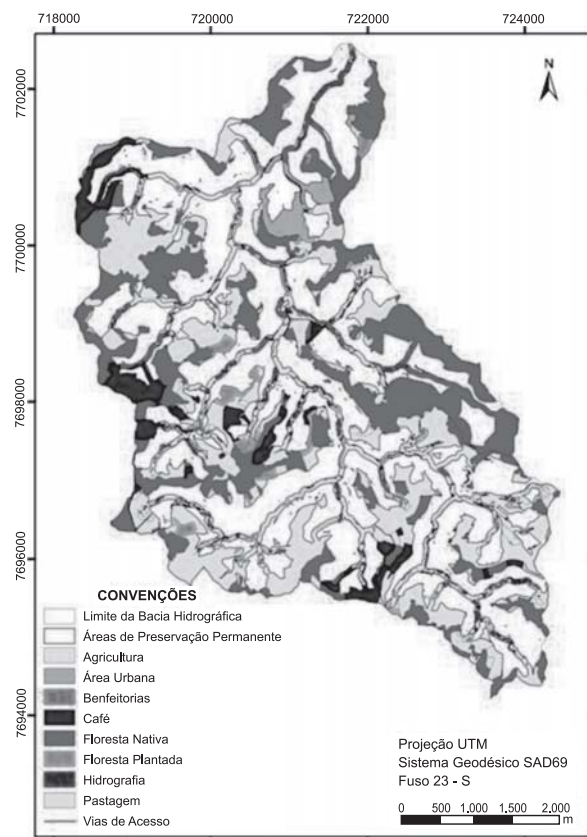 718000
720000
722000
724000
7702000
7700000
7698000
7696000
7694000
N
CONVENÇÕES
Limite da Bacia Hidrográfica
Áreas de Preservação Permanente
Agricultura
Área Urbana
Benfeitorias
Café
Floresta Nativa
Floresta Plantada
Hidrografia
Pastagem
Vias de Acesso
Projeção UTM
Sistema Geodésico SAD69
Fuso 23 - S
0 500 1.000 1.500 2.000
m